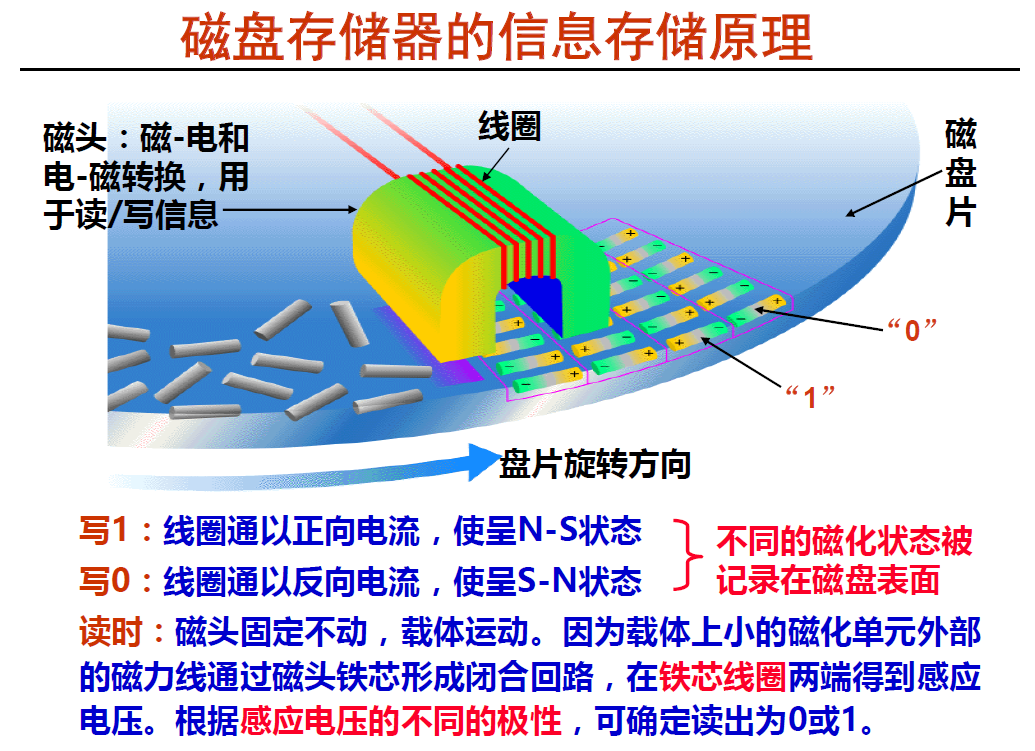 磁盘存储器的信息存储原理
磁头：磁-电和
电-磁转换，用
于读/写信息
线圈
磁
盘
片
“0”
“1”
盘片旋转方向
写1：线圈通以正向电流，使呈N-S状态
写0：线圈通以反向电流，使呈S-N状态
不同的磁化状态被
记录在磁盘表面
读时：磁头固定不动，载体运动。因为载体上小的磁化单元外部
的磁力线通过磁头铁芯形成闭合回路，在铁芯线圈两端得到感应
电压。根据感应电压的不同的极性，可确定读出为0或1。